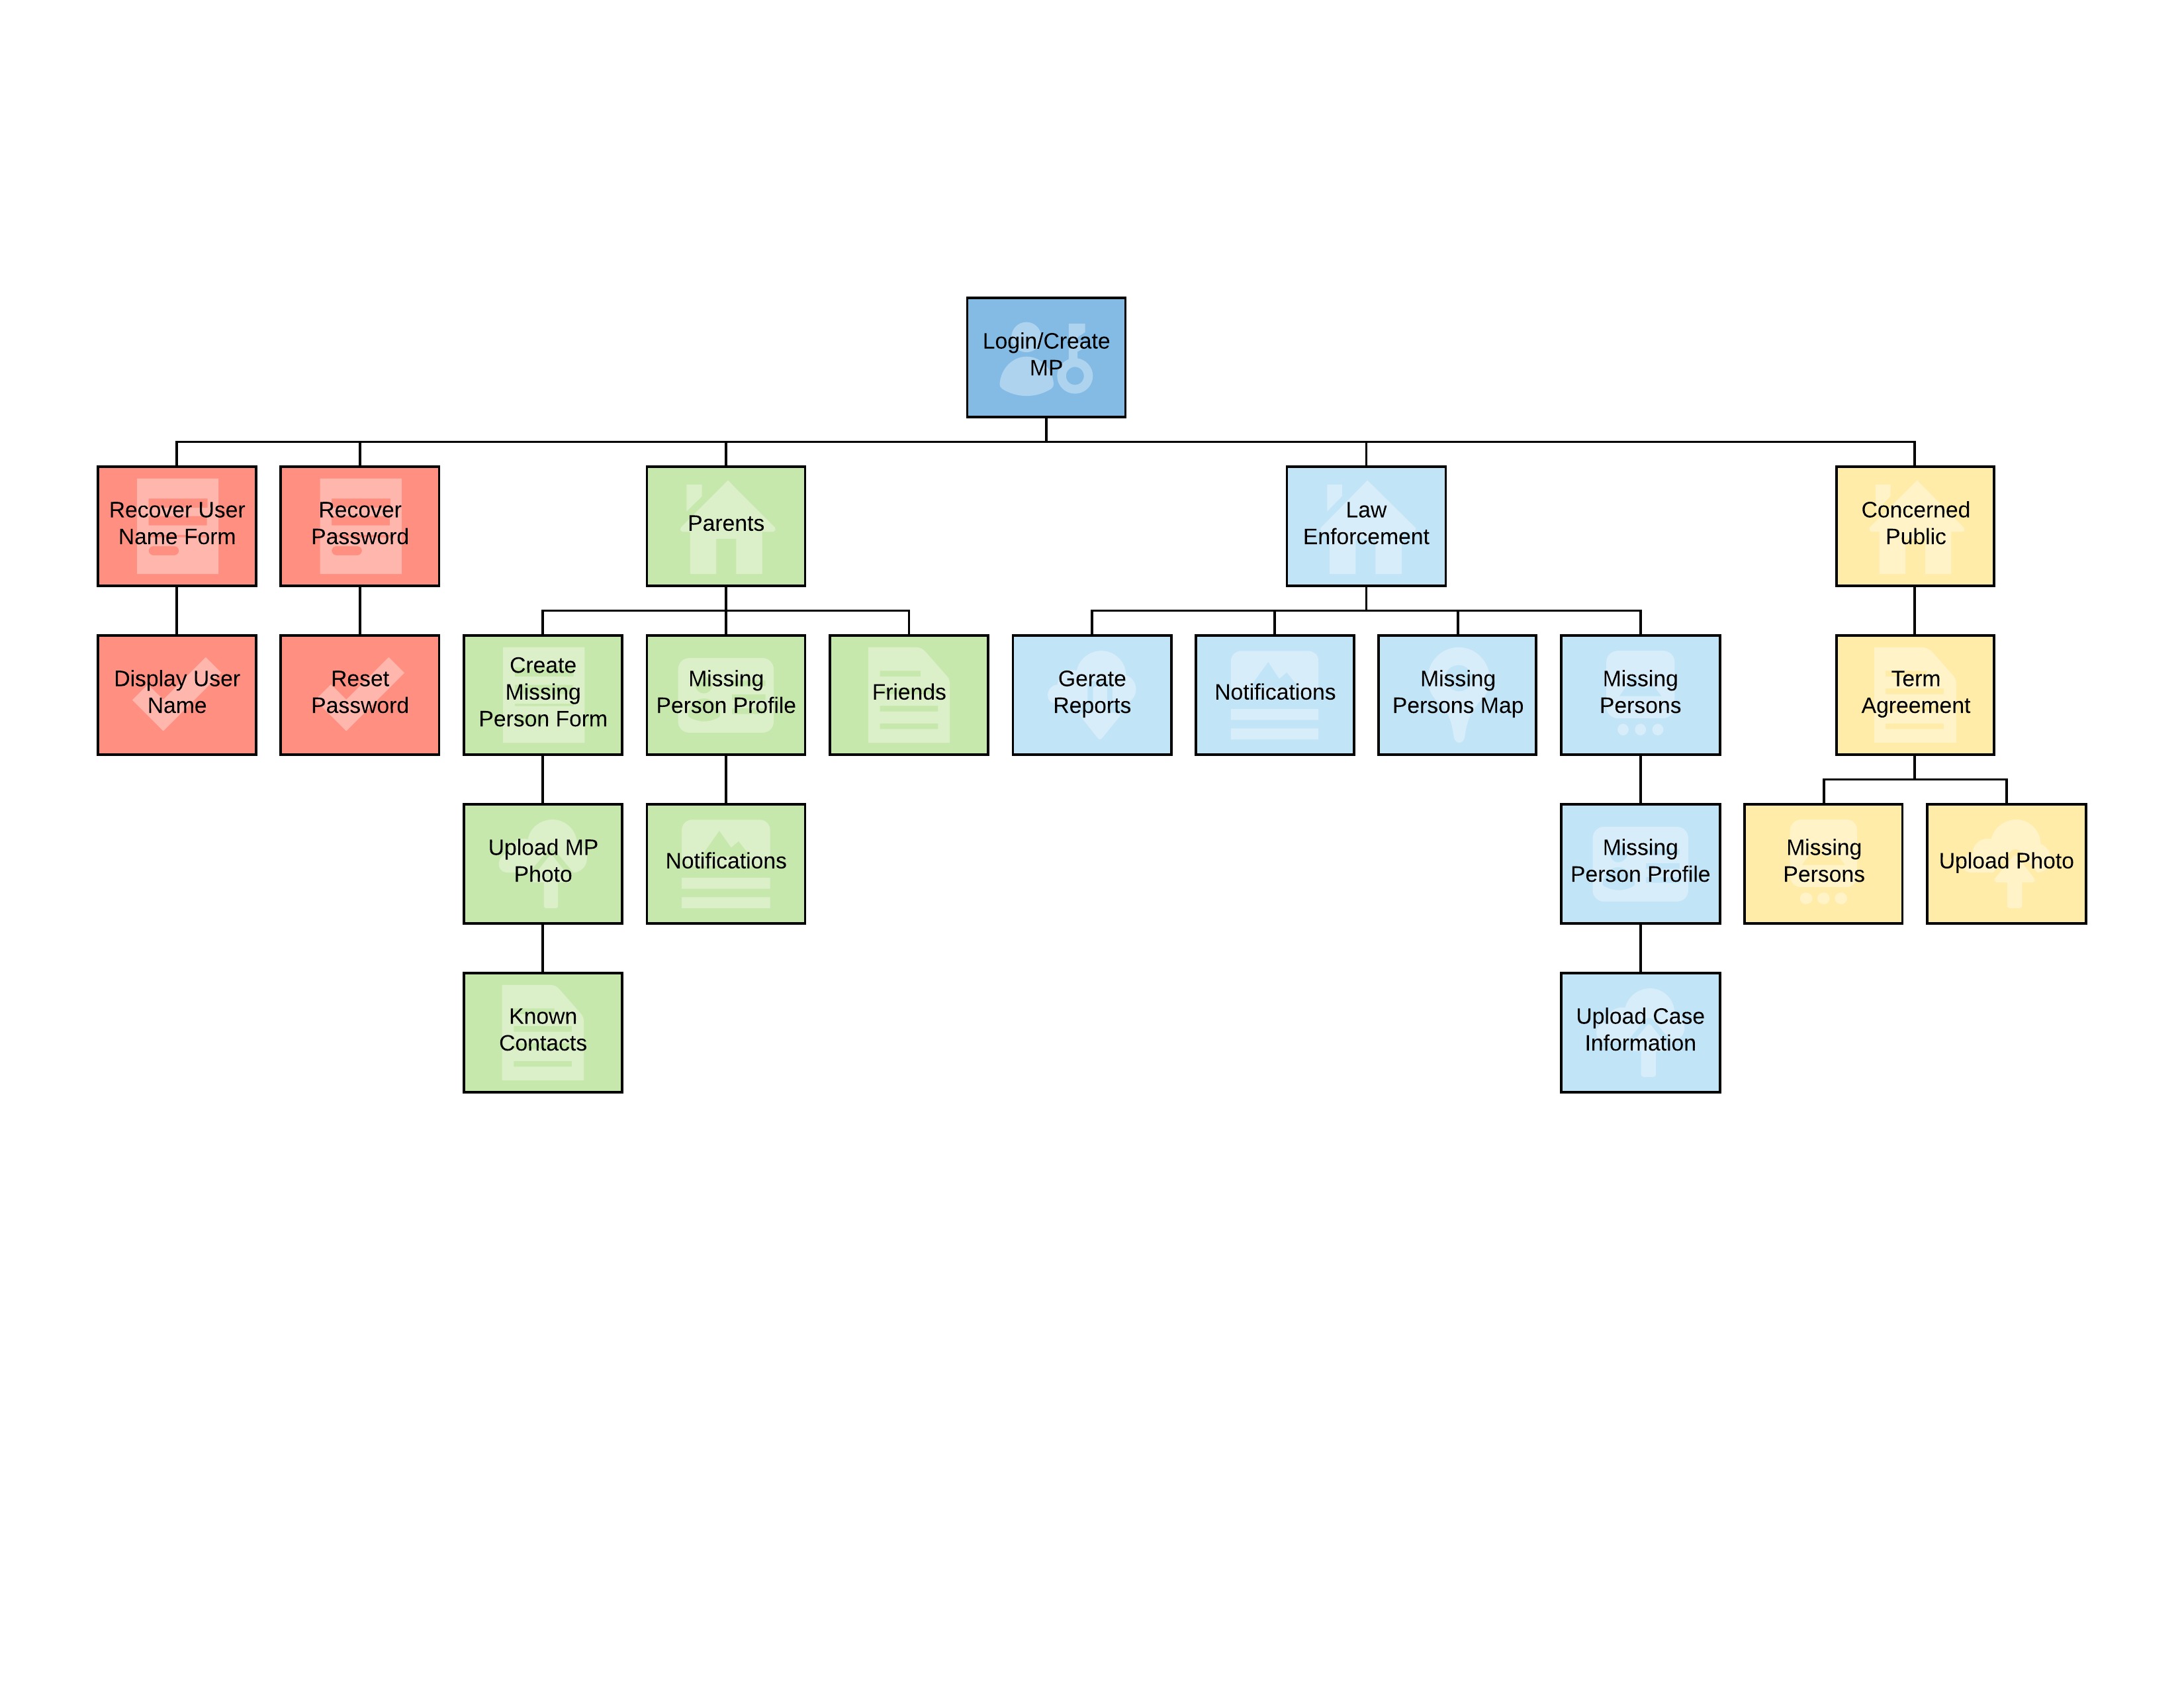 Login/Create
MP
Recover User
Name Form
Recover
Password
Parents
Law
Enforcement
Concerned
Public
Display User
Name
Reset
Password
Create
Missing
Person Form
Missing
Person Profile
Friends
Gerate
Reports
Notifications
Missing
Persons Map
Missing
Persons
Term
Agreement
Upload MP
Photo
Notifications
Missing
Person Profile
Missing
Persons
Upload Photo
Known
Contacts
Upload Case
Information